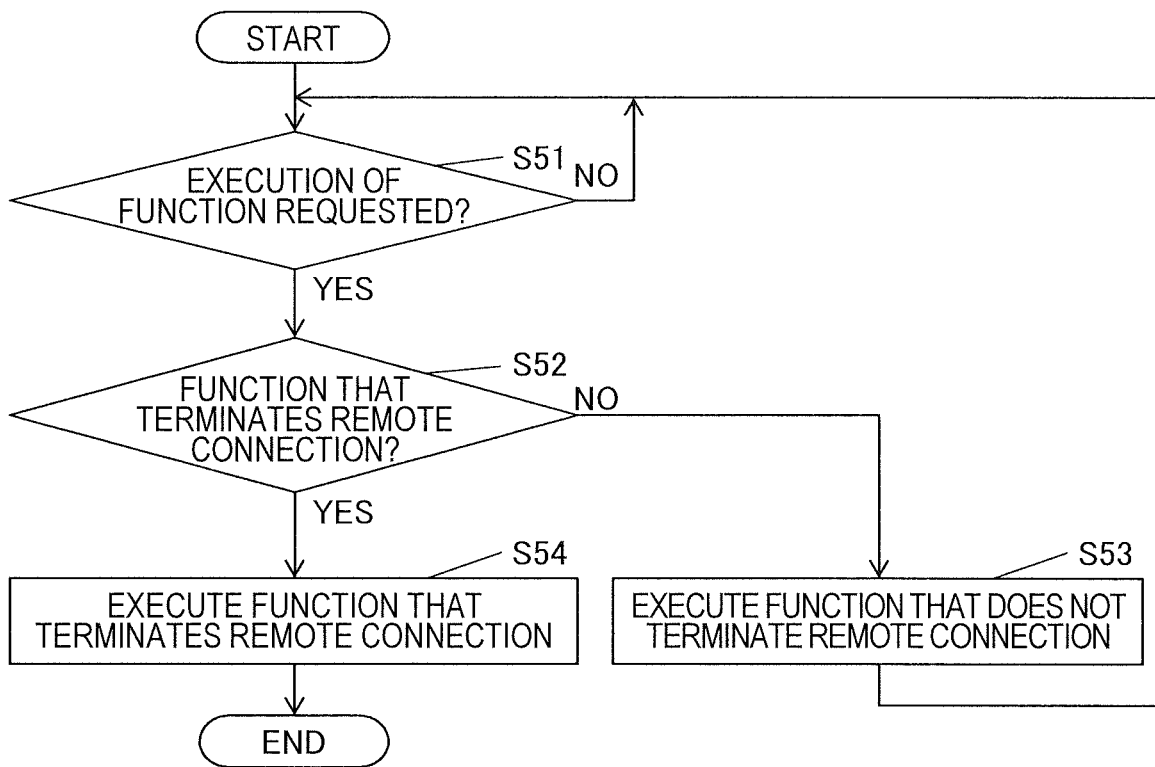 START
S51
EXECUTION OF
FUNCTION REQUESTED?
NO
YES
S52
FUNCTION THAT
TERMINATES REMOTE
CONNECTION?
NO
YES
S54
EXECUTE FUNCTION THAT
TERMINATES REMOTE CONNECTION
S53
EXECUTE FUNCTION THAT DOES NOT
TERMINATE REMOTE CONNECTION
END